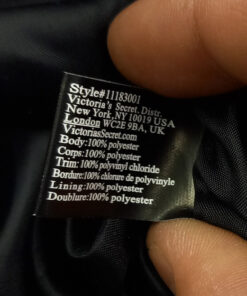 Style#11183001
Victoria's Secret, Distr.
New York, NY 10019 USA
London WC2E 9BA, UK
VictoriasSecret.com
Body:100% polyester
Corps:100% polyester
Trim:100% polyvinyl chloride
Bordure:100% chlorure de polyvinyle
Lining:100% polyester
Doublure:100% polyester